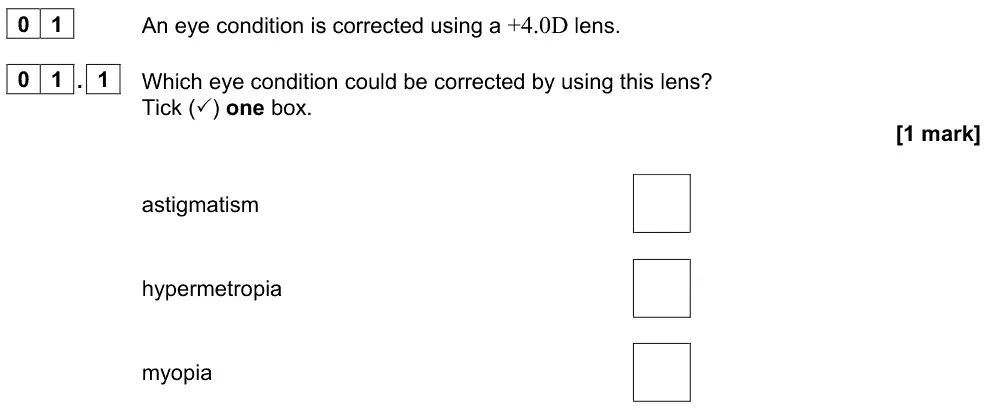 0 1 An eye condition is corrected using a +4.0D lens.
0 1 . 1 Which eye condition could be corrected by using this lens?
Tick (✓) one box.
[1 mark]
astigmatism
hypermetropia
myopia